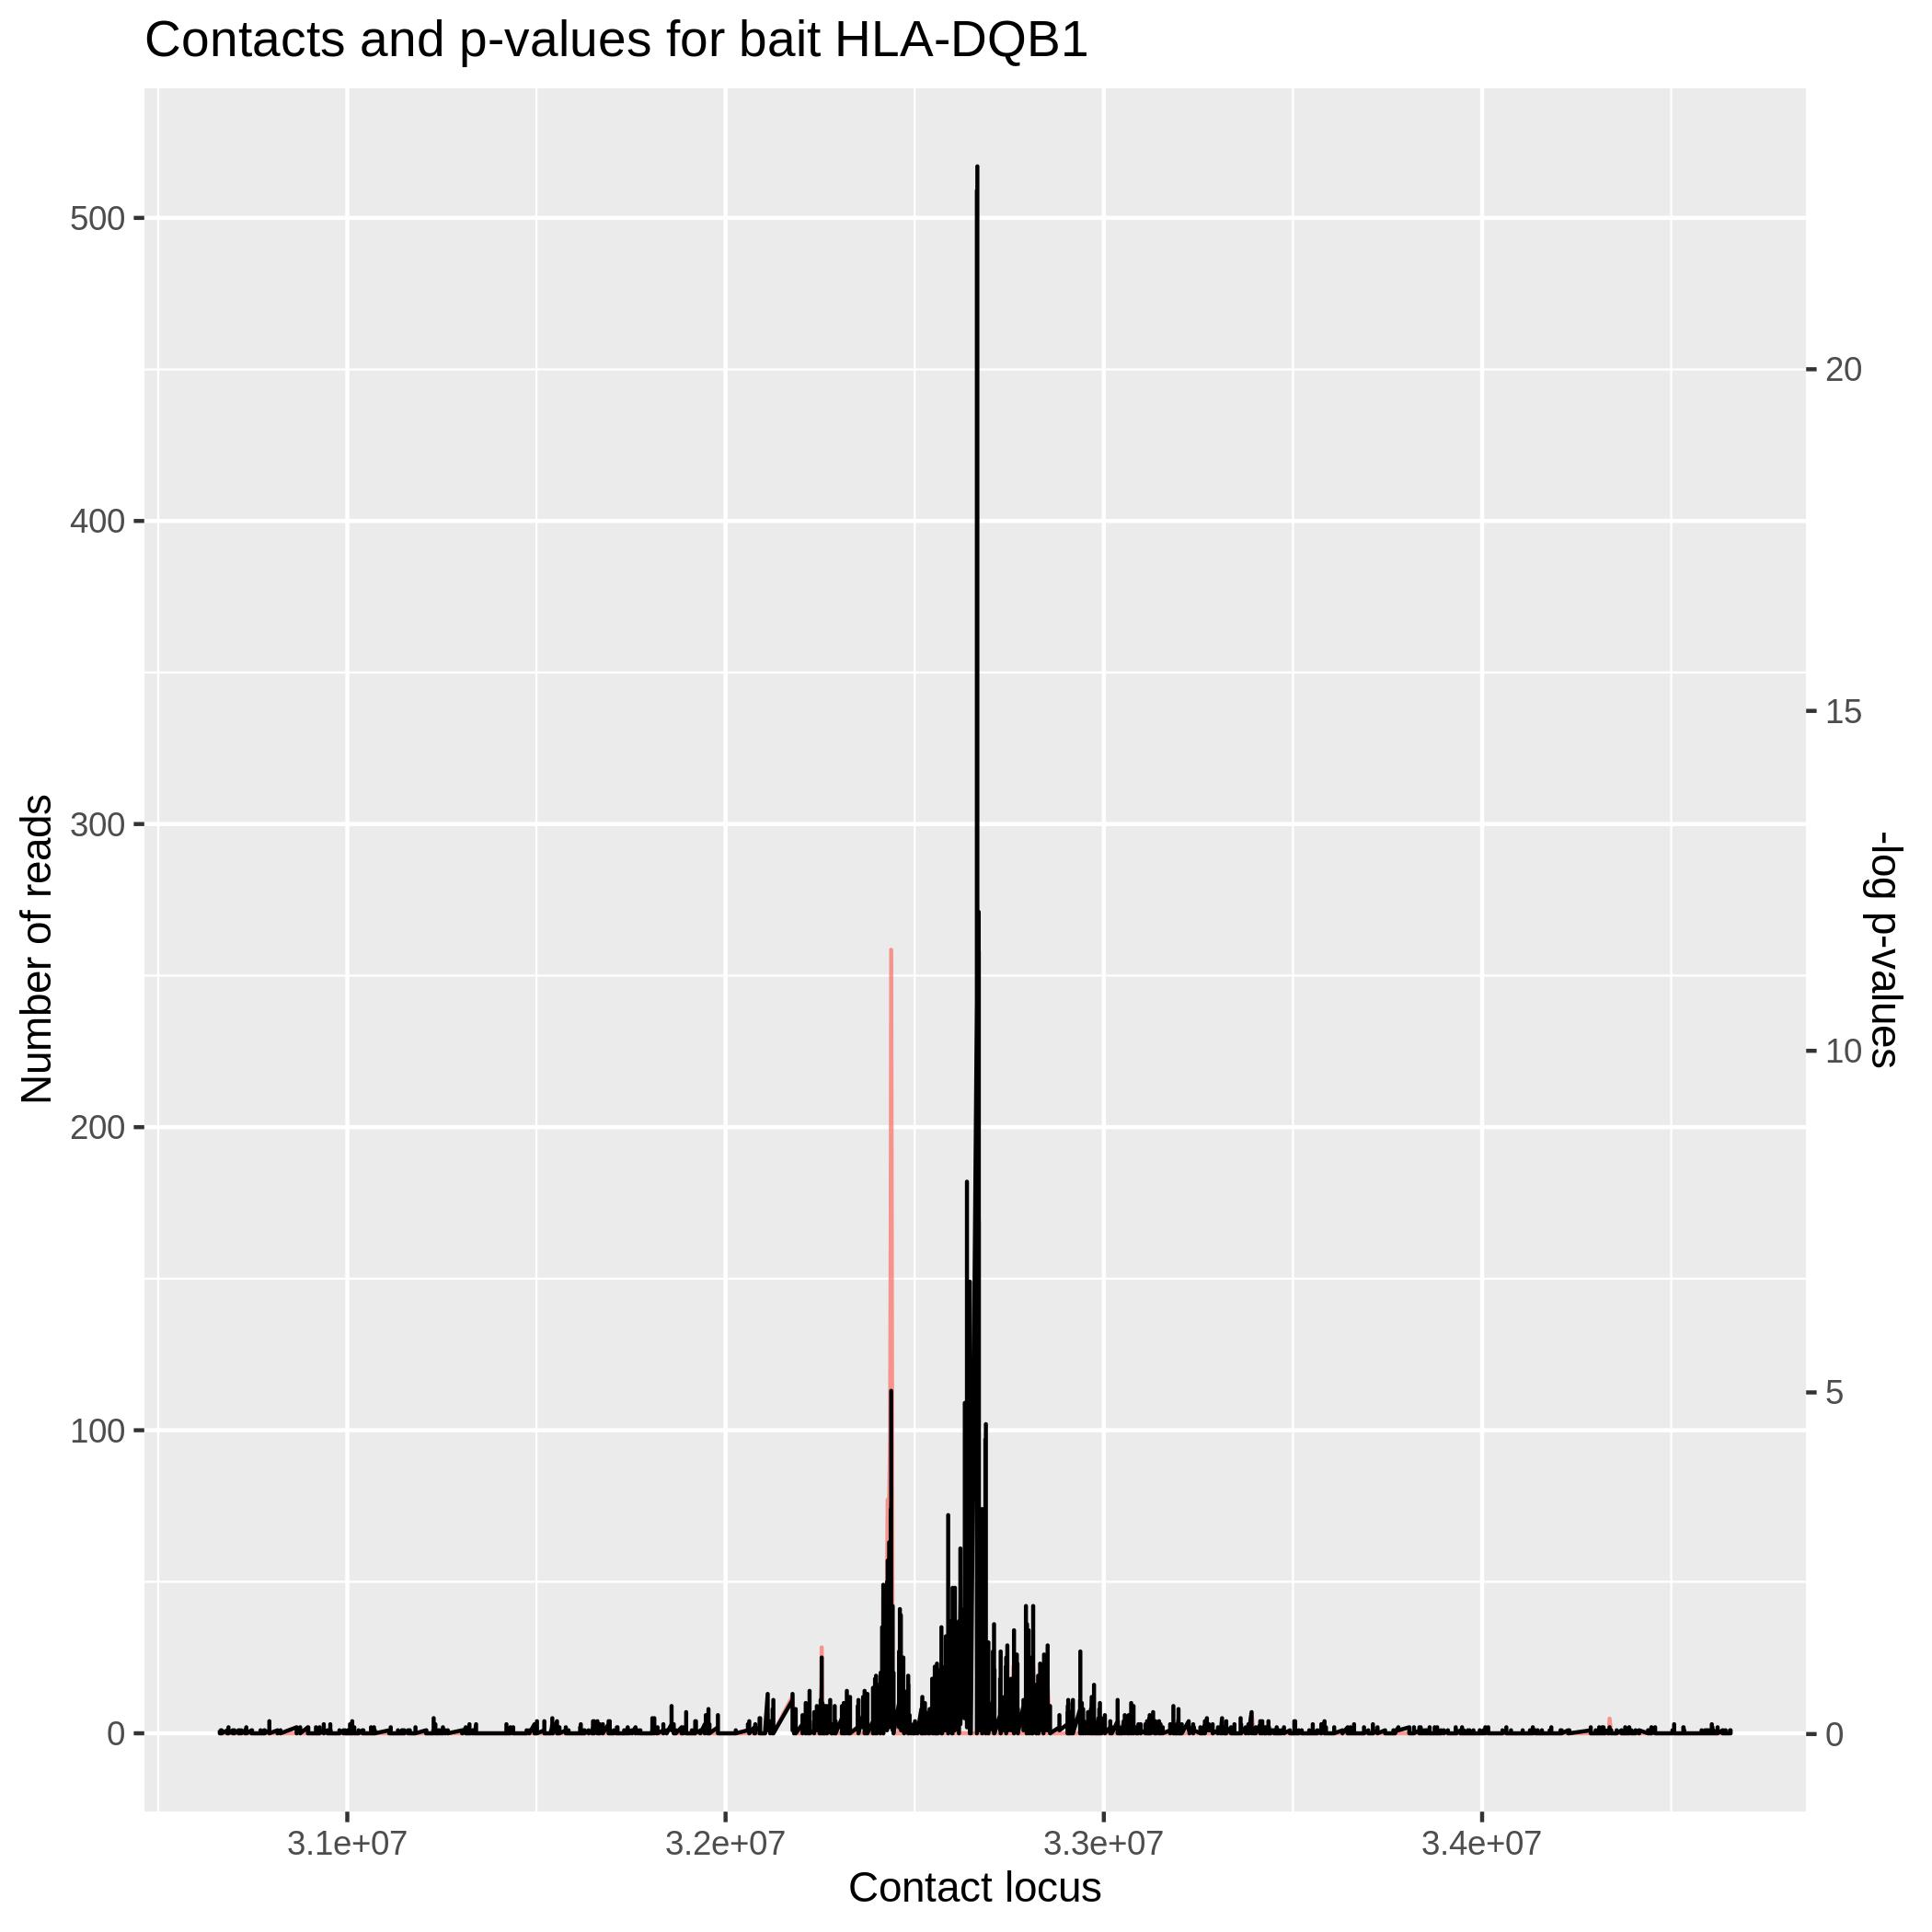 Contacts and p-values for bait HLA-DQB1
Number of reads
500
400
300
200
100
0
20
15
10
5
0
-log p-values
3.1e+07
3.2e+07
3.3e+07
3.4e+07
Contact locus